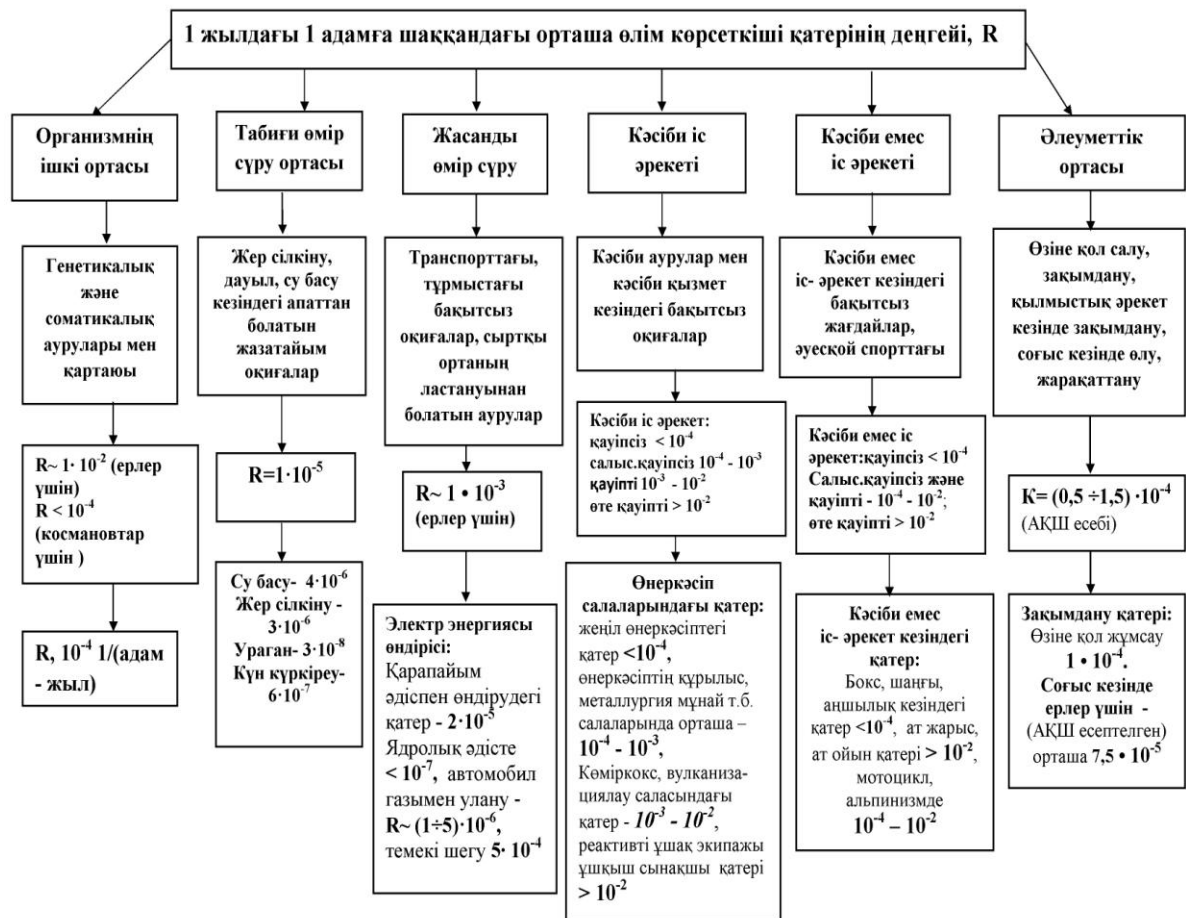 1 жылдағы 1 адамға шаққандағы орташа өлім көрсеткіші қатерінің деңгейі, R
Организмнің
ішкі ортасы
Генетикалық
және
соматикалық
аурулары мен
қартаюы
R~ 1· 10⁻² (ерлер
үшін)
R < 10⁻⁴
(космановтар
үшін )
R, 10⁻⁴ 1/(адам
- жыл)
Табиғи өмір
сүру ортасы
Жер сілкіну,
дауыл, су басу
кезіндегі апаттан
болатын
жазатайым
оқиғалар
R=1·10⁻⁵
Су басу- 4·10⁻⁶
Жер сілкіну -
3·10⁻⁶
Ураган- 3·10⁻⁸
Күн күркіреу-
6·10⁻⁷
Жасанды
өмір сүру
Транспорттағы,
тұрмыстағы
бақытсыз
оқиғалар, сыртқы
ортаның
ластануынан
болатын аурулар
R~ 1 • 10⁻³
(ерлер үшін)
Электр энергиясы
өндірісі:
Қарапайым
әдіспен өндірудегі
қатер - 2·10⁻⁵
Ядролық әдісте
< 10⁻⁷, автомобил
газымен улану -
R~ (1÷5)·10⁻⁶,
темекі шегу 5· 10⁻⁴
Кәсіби іс
әрекеті
Кәсіби аурулар мен
кәсіби қызмет
кезіндегі бақытсыз
оқиғалар
Кәсіби іс әрекет:
қауіпсіз < 10⁻⁴
салыс.қауіпсіз 10⁻⁴ - 10⁻³
қауіпті 10⁻³ - 10⁻²
өте қауіпті > 10⁻²
Өнеркәсіп
салаларындағы қатер:
жеңіл өнеркәсіптегі
қатер <10⁻⁴,
өнеркәсіптің құрылыс,
металлургия мұнай т.б.
салаларында орташа –
10⁻⁴ - 10⁻³,
Көміркокс, вулканиза-
циялау саласындағы
қатер - 10⁻³ - 10⁻²,
реактивті ұшақ экипажы
ұшқыш сынақшы қатері
> 10⁻²
Кәсіби емес
іс әрекеті
Кәсіби емес
іс- әрекет кезіндегі
бақытсыз
жағдайлар,
әуесқой спорттағы
Кәсіби емес іс
әрекет:қауіпсіз < 10⁻⁴
Салыс.қауіпсіз және
қауіпті - 10⁻⁴ - 10⁻²;
өте қауіпті > 10⁻²
Кәсіби емес
іс- әрекет кезіндегі
қатер:
Бокс, шаңғы,
аңшылық кезіндегі
қатер <10⁻⁴, ат жарыс,
ат ойын қатері > 10⁻²,
мотоцикл,
альпинизмде
10⁻⁴ – 10⁻²
Әлеуметтік
ортасы
Өзіне қол салу,
зақымдану,
қылмыстық әрекет
кезінде зақымдану,
соғыс кезінде өлу,
жарақаттану
К= (0,5 ÷1,5) ·10⁻⁴
(АҚШ есебі)
Зақымдану қатері:
Өзіне қол жұмсау
1 • 10⁻⁴.
Соғыс кезінде
ерлер үшін -
(АҚШ есептелген)
орташа 7,5 • 10⁻⁵